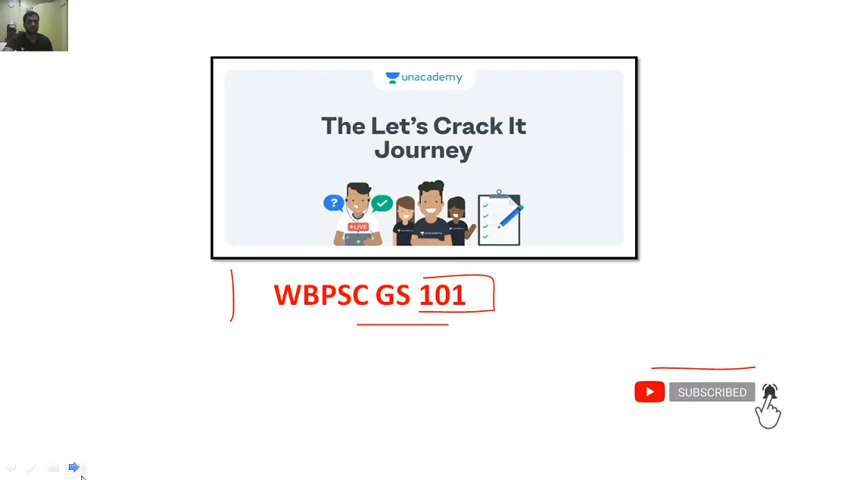 unacademy
The Let's Crack It
Journey
?
LIVE
WBPSC GS 101
SUBSCRIBED